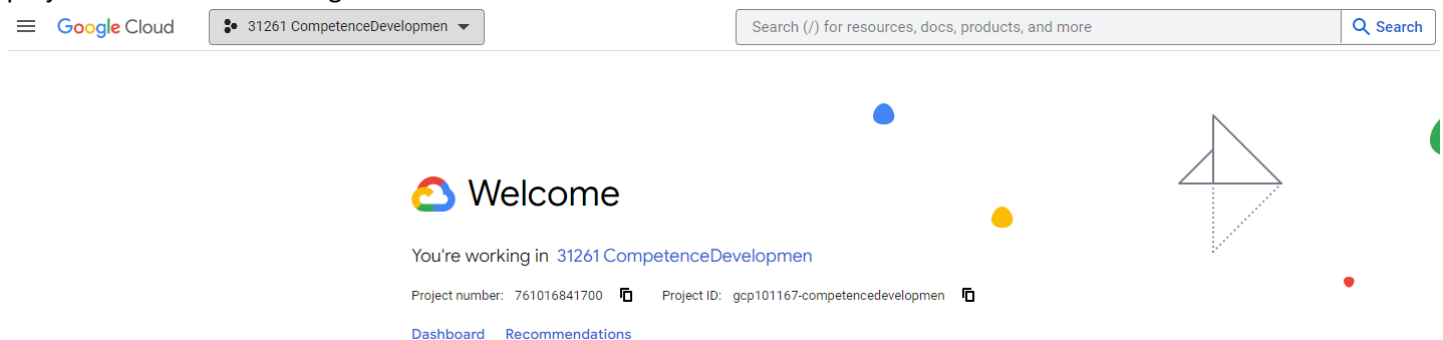 Google Cloud
31261 CompetenceDevelopmen
Search (/) for resources, docs, products, and more
Search
Welcome
You're working in 31261 CompetenceDevelopmen
Project number: 761016841700 Project ID: gcp101167-competencedevelopmen
Dashboard Recommendations